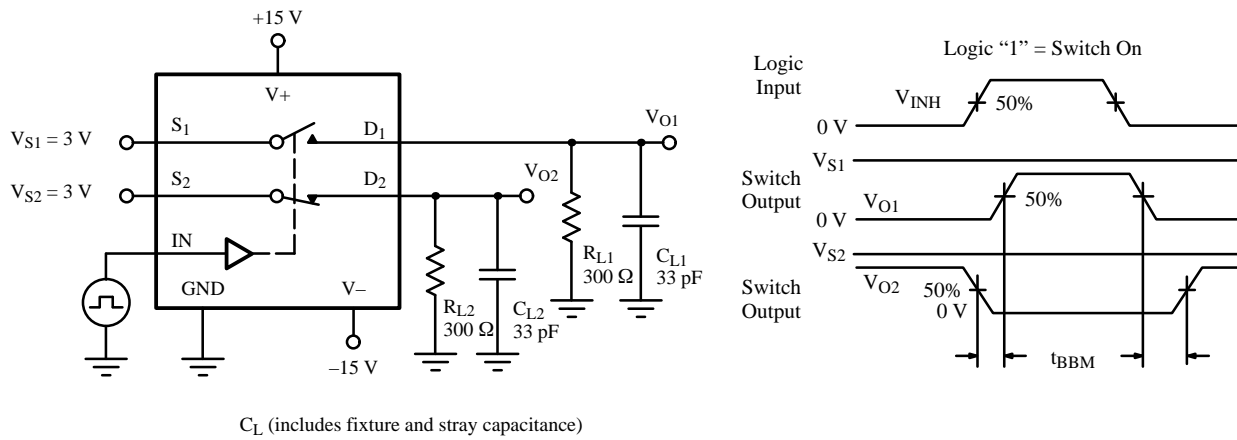 +15 V
V+
V_S1 = 3 V
S_1
D_1
V_O1
V_S2 = 3 V
S_2
D_2
V_O2
IN
GND
V–
–15 V
R_L1
300 Ω
C_L1
33 pF
R_L2
300 Ω
C_L2
33 pF
C_L (includes fixture and stray capacitance)
Logic “1” = Switch On
Logic
Input
V_INH
50%
0 V
V_S1
Switch
Output
V_O1
50%
0 V
V_S2
V_O2
Switch
Output
50%
0 V
t_BBM